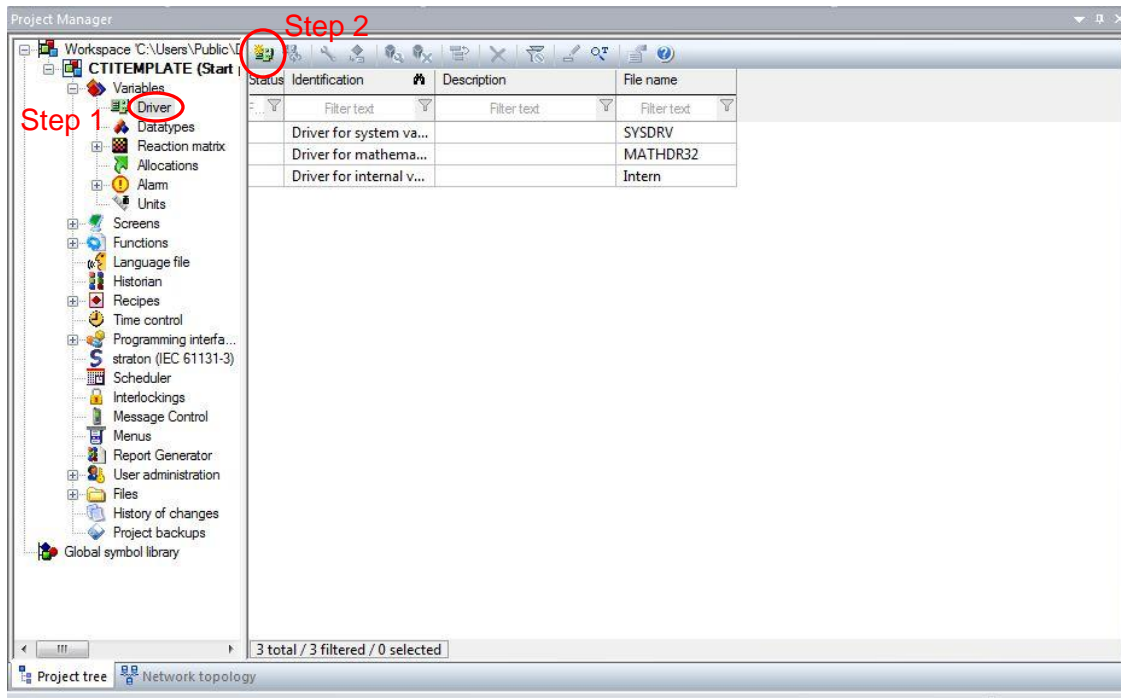 Project Manager
Step 2
Workspace 'C:\Users\Public\D
CTITEMPLATE (Start
Variables
Driver
Step 1
Datatypes
Reaction matrix
Allocations
Alarm
Units
Screens
Functions
Language file
Historian
Recipes
Time control
Programming interfa...
straton (IEC 61131-3)
Scheduler
Interlockings
Message Control
Menus
Report Generator
User administration
Files
History of changes
Project backups
Global symbol library
Status Identification Description File name
F... Filter text Filter text Filter text
Driver for system va... SYSDRV
Driver for mathema... MATHDR32
Driver for internal v... Intern
3 total / 3 filtered / 0 selected
Project tree Network topology